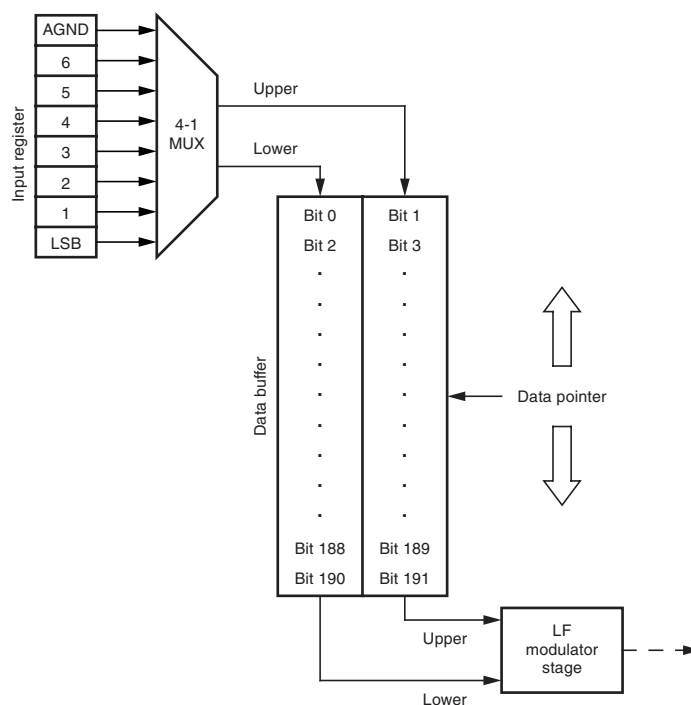 AGND
6
5
4
3
2
1
LSB
Input register
4-1
MUX
Upper
Lower
Bit 0
Bit 1
Bit 2
Bit 3
Data buffer
Data pointer
Bit 188
Bit 189
Bit 190
Bit 191
Upper
Lower
LF
modulator
stage